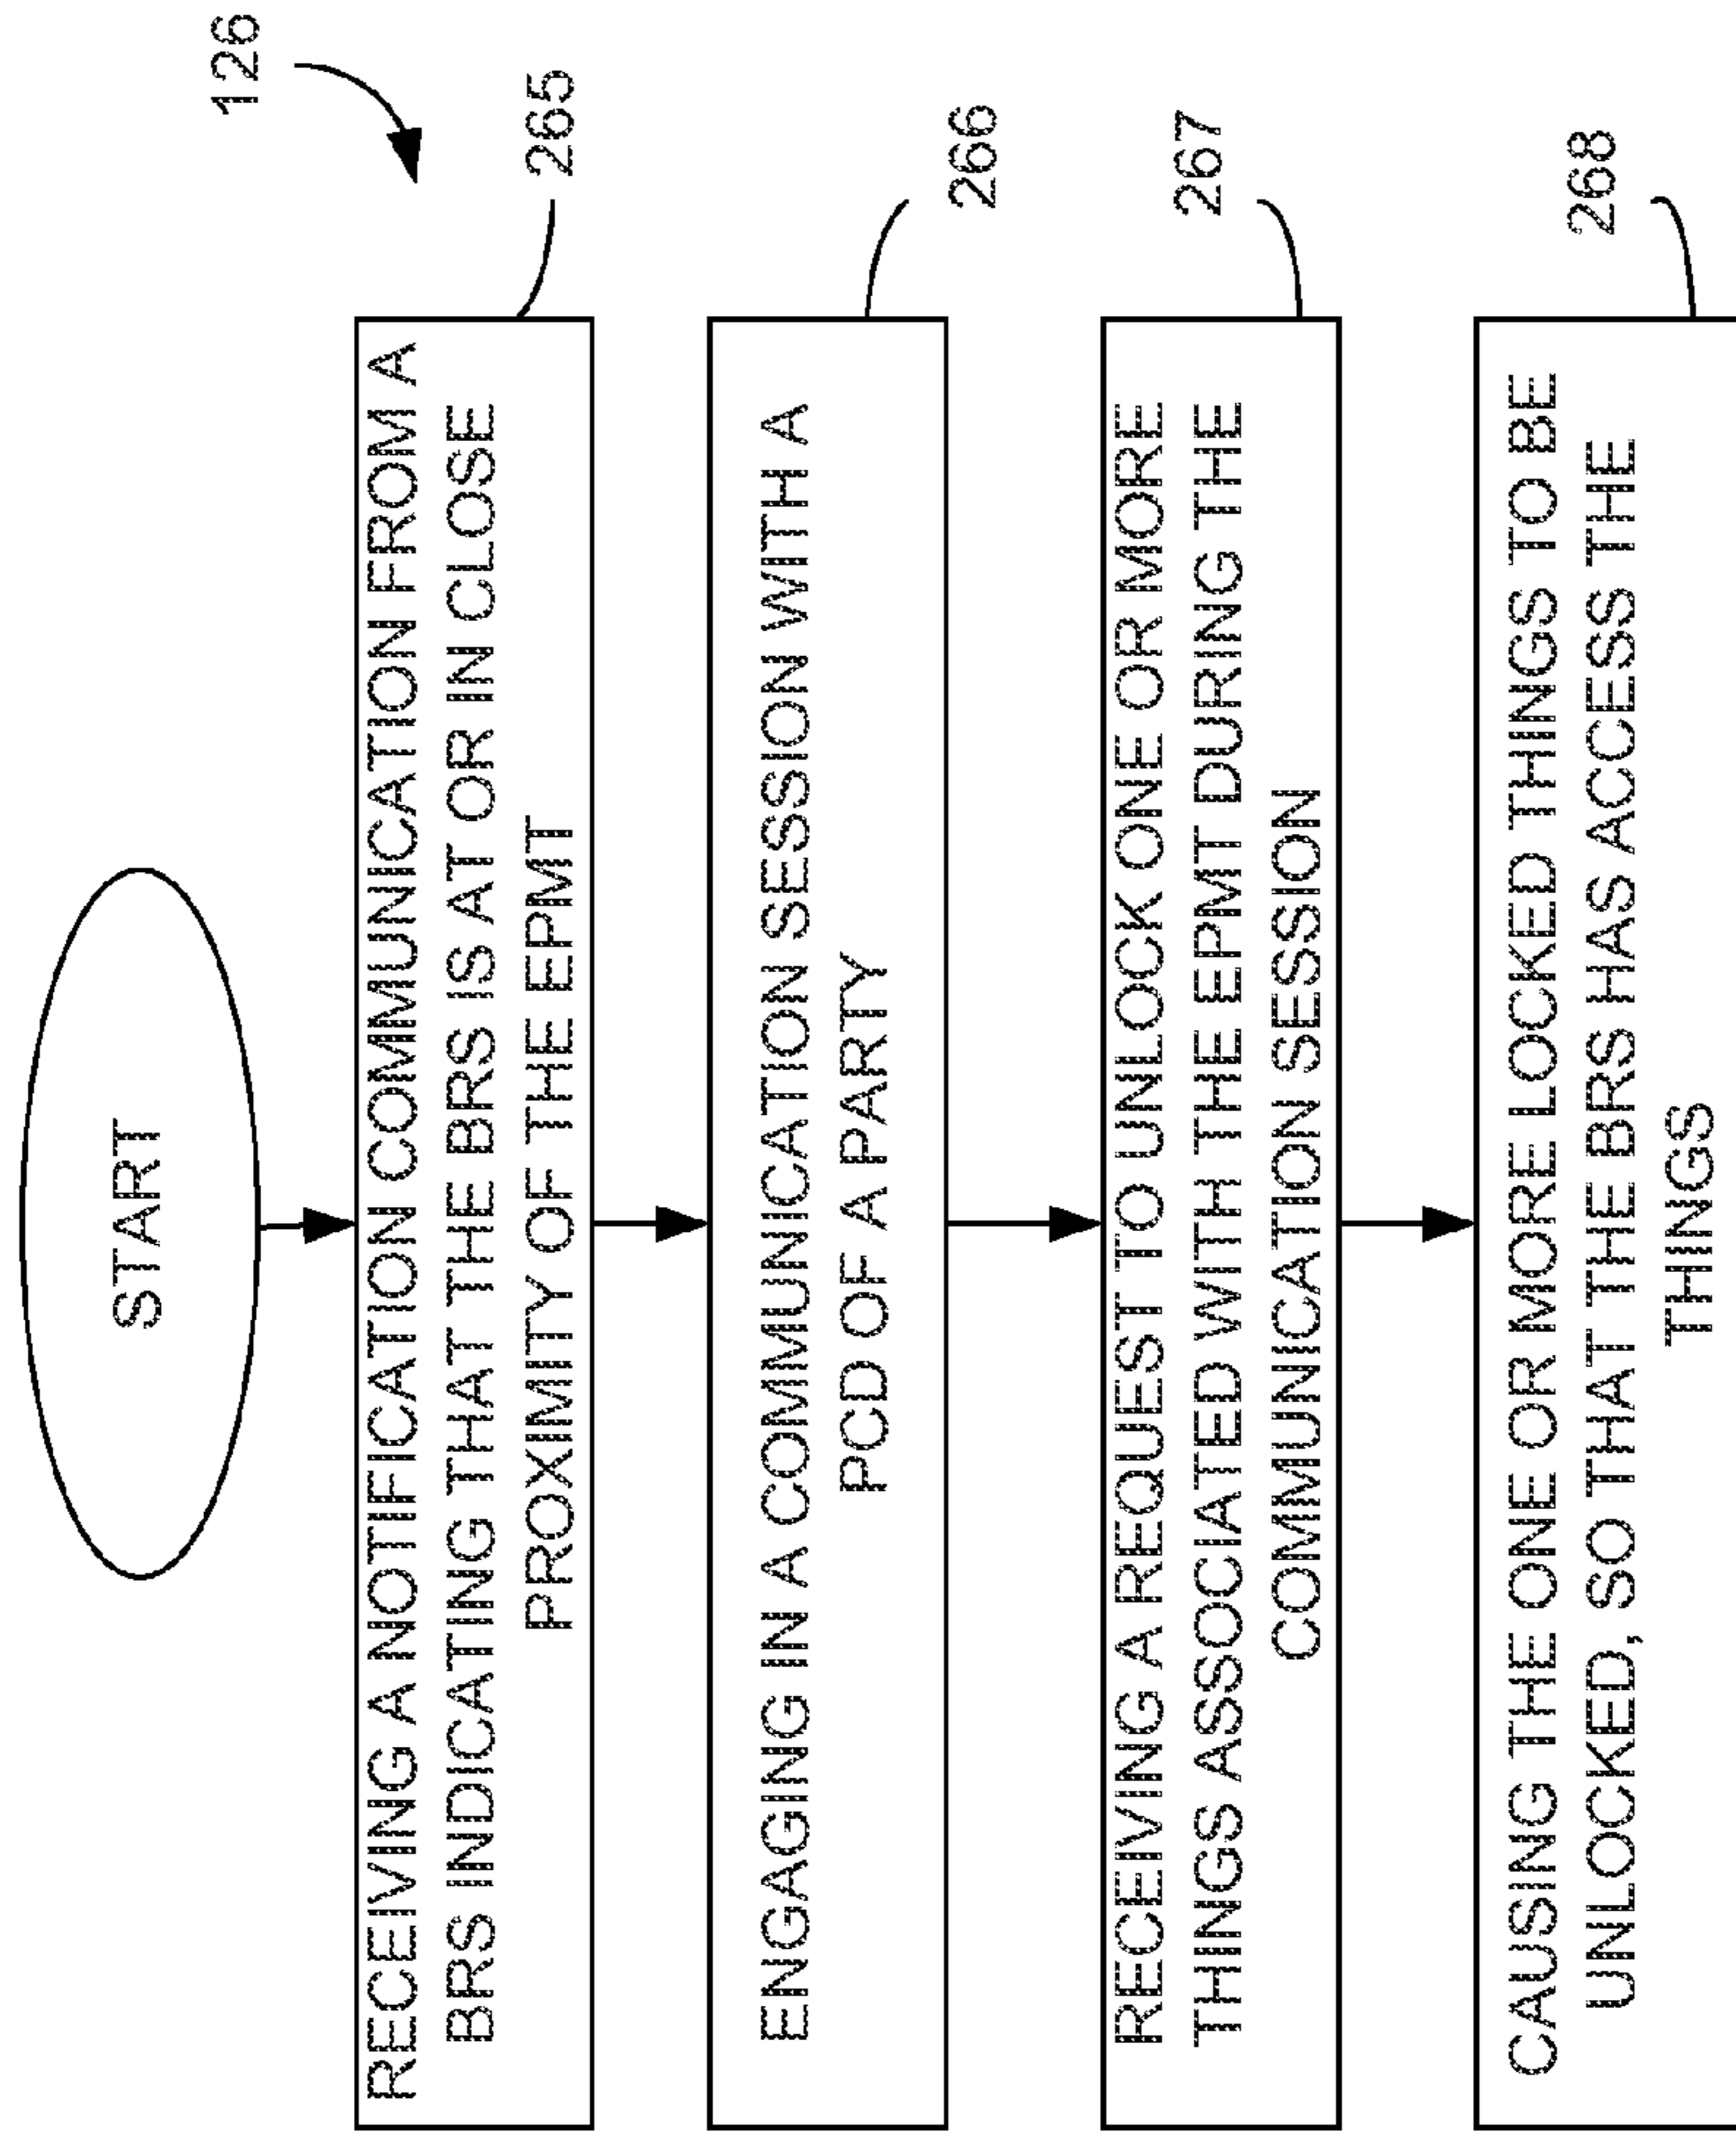 126
START
RECEIVING A NOTIFICATION COMMUNICATION FROM A
BRS INDICATING THAT THE BRS IS AT OR IN CLOSE
PROXIMITY OF THE EPMT
265
ENGAGING IN A COMMUNICATION SESSION WITH A
PCD OF A PARTY
266
RECEIVING A REQUEST TO UNLOCK ONE OR MORE
THINGS ASSOCIATED WITH THE EPMT DURING THE
COMMUNICATION SESSION
267
CAUSING THE ONE OR MORE LOCKED THINGS TO BE
UNLOCKED, SO THAT THE BRS HAS ACCESS THE
THINGS
268